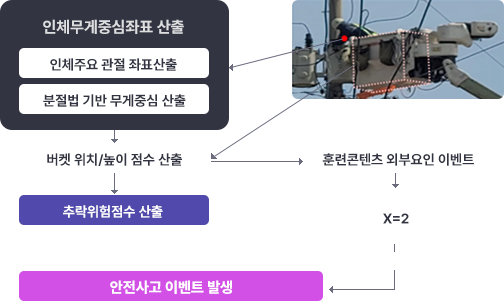 인체무게중심좌표 산출
인체주요 관절 좌표산출
분절법 기반 무게중심 산출
버켓 위치/높이 점수 산출
훈련콘텐츠 외부요인 이벤트
추락위험점수 산출
X=2
안전사고 이벤트 발생